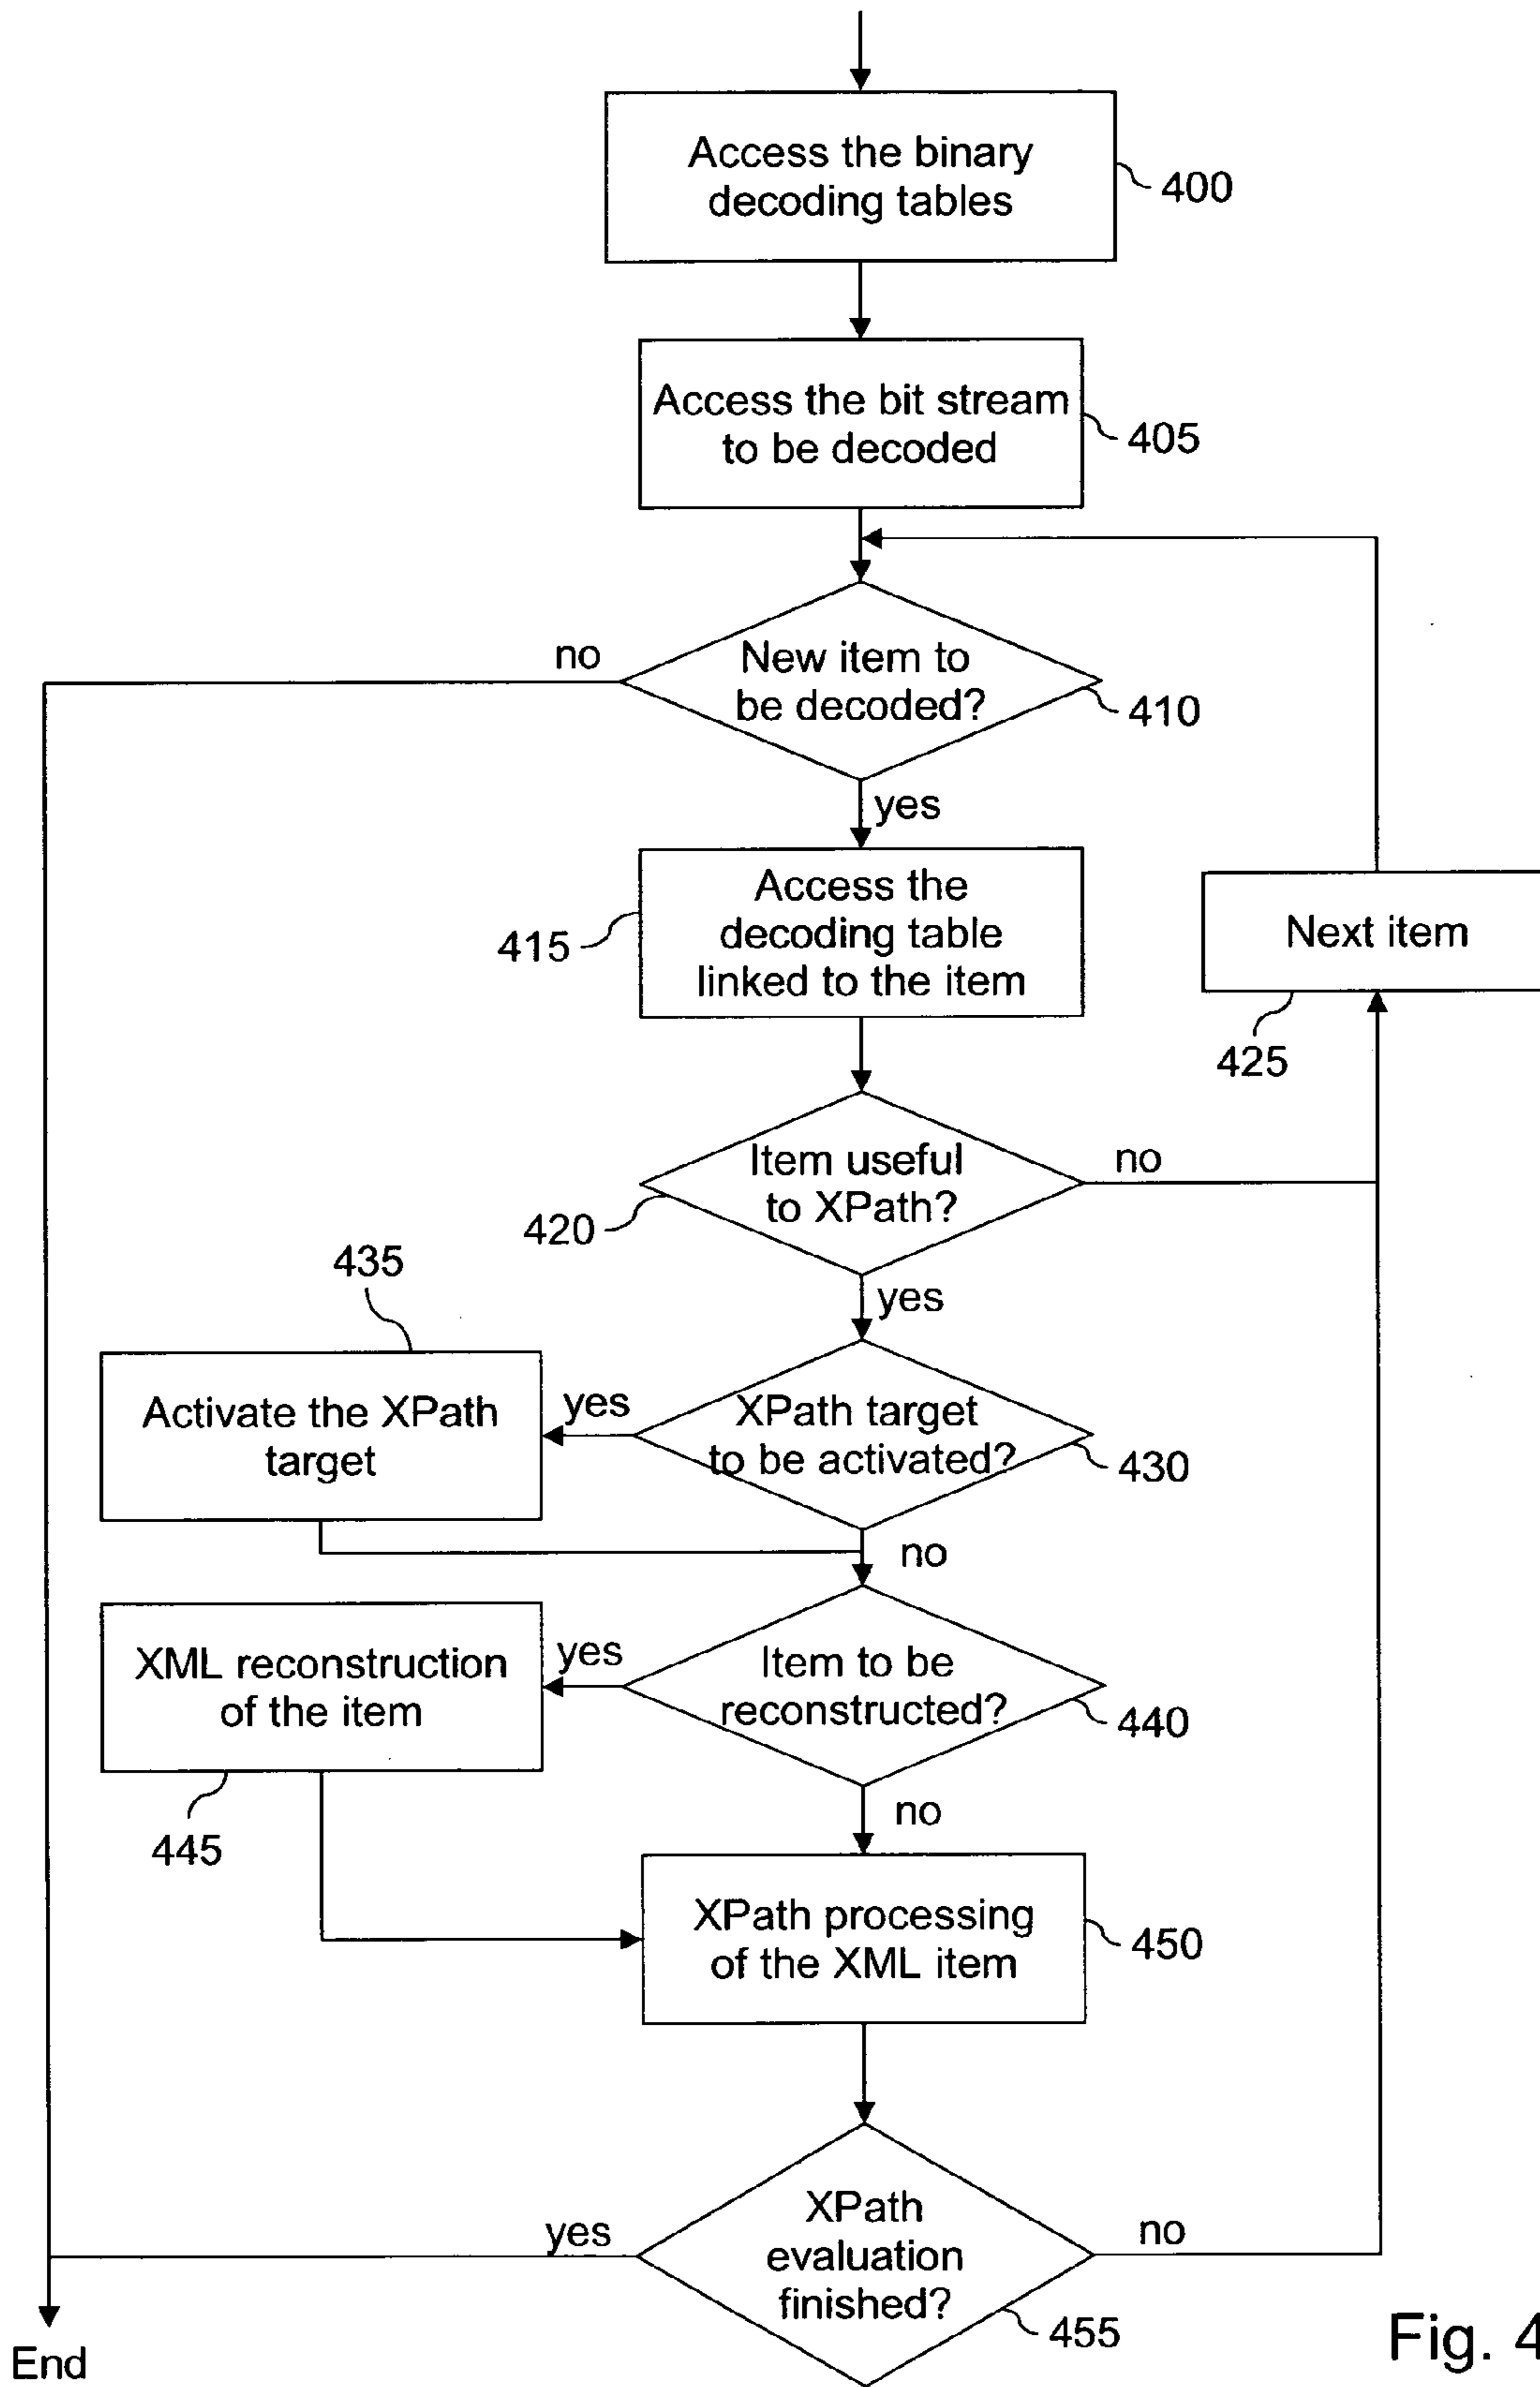 Access the binary
decoding tables
400
Access the bit stream
to be decoded
405
no
New item to
be decoded?
410
yes
Access the
decoding table
linked to the item
415
Next item
425
Item useful
to XPath?
no
420
yes
435
Activate the XPath
target
yes
XPath target
to be activated?
430
no
XML reconstruction
of the item
yes
Item to be
reconstructed?
440
445
no
XPath processing
of the XML item
450
yes
XPath
evaluation
finished?
no
455
End
Fig. 4